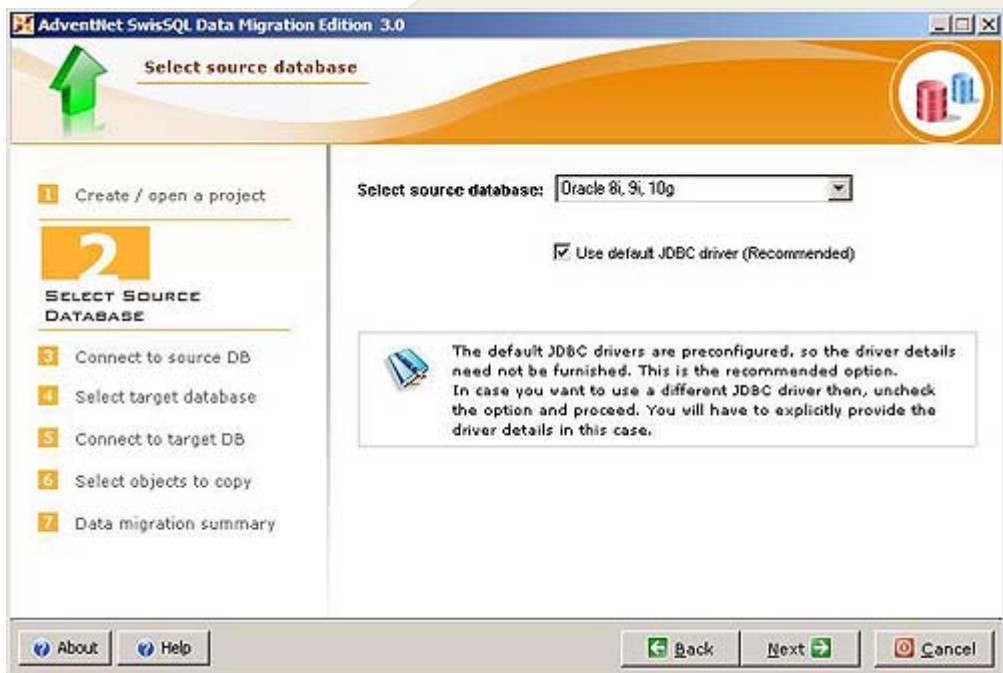 AdventNet SwisSQL Data Migration Edition 3.0
Select source database
1 Create / open a project
2
SELECT SOURCE
DATABASE
3 Connect to source DB
4 Select target database
5 Connect to target DB
6 Select objects to copy
7 Data migration summary
Select source database: Oracle 8i, 9i, 10g
Use default JDBC driver (Recommended)
The default JDBC drivers are preconfigured, so the driver details
need not be furnished. This is the recommended option.
In case you want to use a different JDBC driver then, uncheck
the option and proceed. You will have to explicitly provide the
driver details in this case.
About Help Back Next Cancel